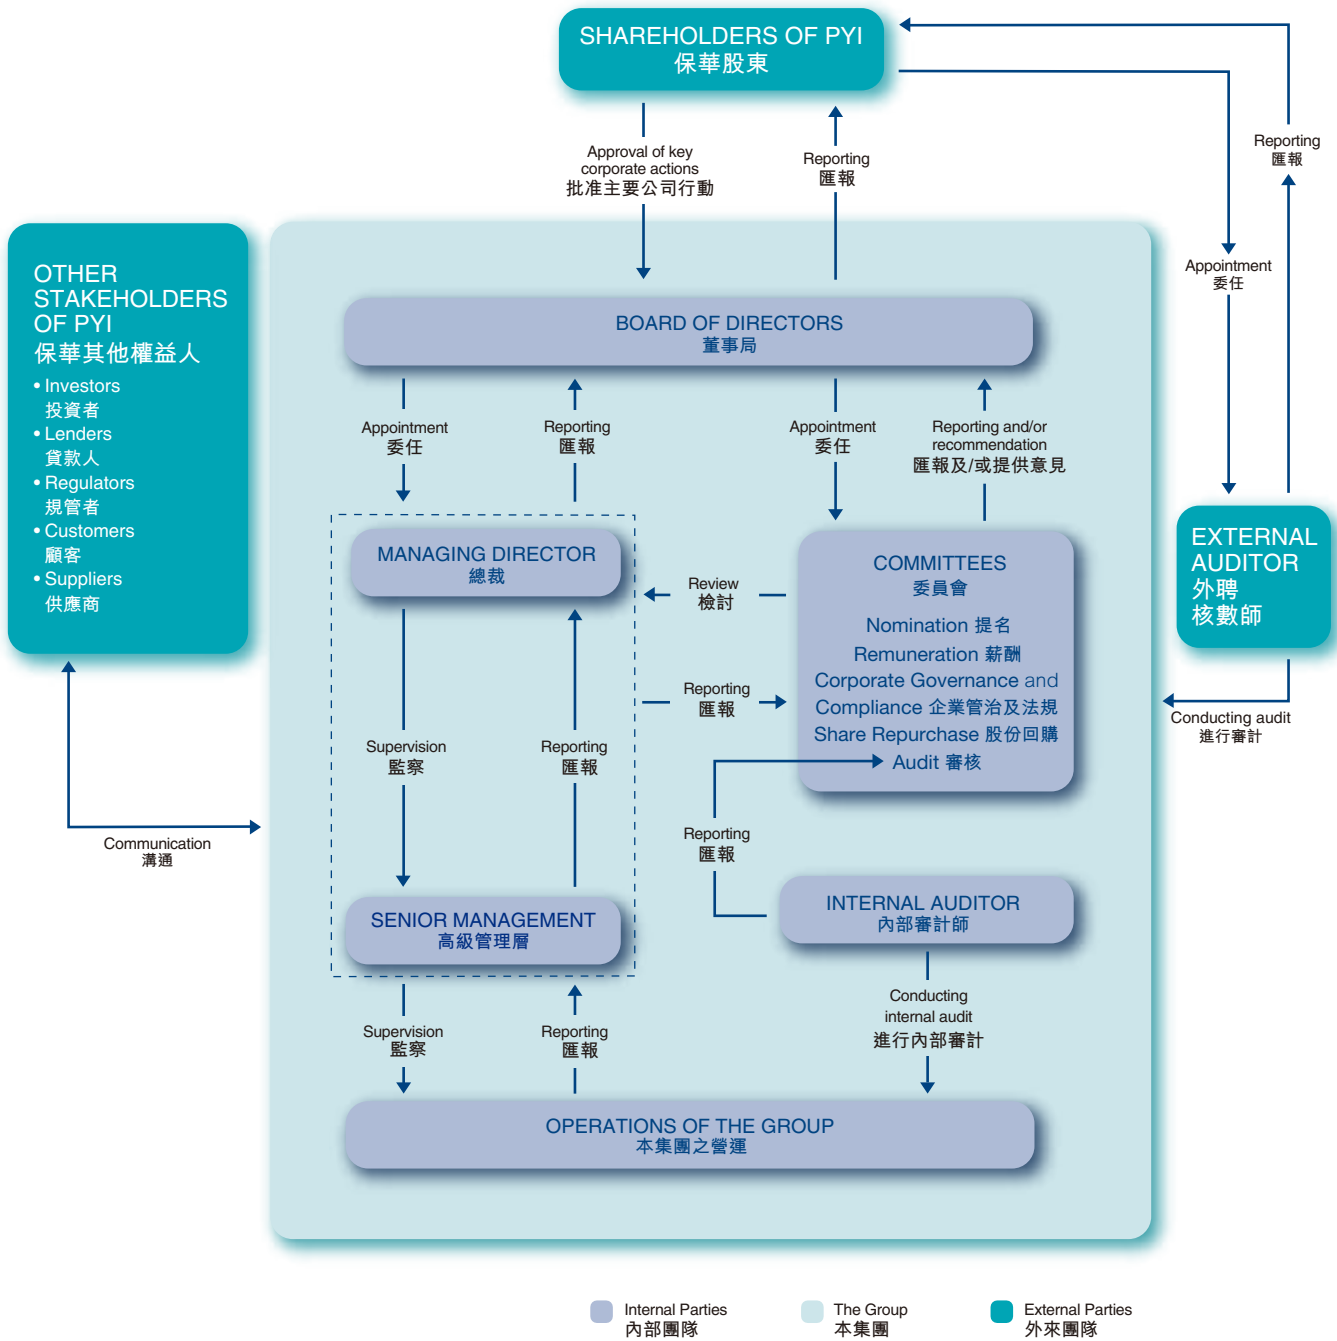 SHAREHOLDERS OF PYI
保華股東
Approval of key
corporate actions
批准主要公司行動
Reporting
匯報
Reporting
匯報
Appointment
委任
OTHER
STAKEHOLDERS
OF PYI
保華其他權益人
• Investors
投資者
• Lenders
貸款人
• Regulators
規管者
• Customers
顧客
• Suppliers
供應商
BOARD OF DIRECTORS
董事局
Appointment
委任
Reporting
匯報
Appointment
委任
Reporting and/or
recommendation
匯報及/或提供意見
MANAGING DIRECTOR
總裁
Review
檢討
COMMITTEES
委員會
Nomination 提名
Remuneration 薪酬
Corporate Governance and
Compliance 企業管治及法規
Share Repurchase 股份回購
Audit 審核
EXTERNAL
AUDITOR
外聘
核數師
Reporting
匯報
Conducting audit
進行審計
Supervision
監察
Reporting
匯報
Reporting
匯報
Communication
溝通
SENIOR MANAGEMENT
高級管理層
INTERNAL AUDITOR
內部審計師
Supervision
監察
Reporting
匯報
Conducting
internal audit
進行內部審計
OPERATIONS OF THE GROUP
本集團之營運
Internal Parties
內部團隊
The Group
本集團
External Parties
外來團隊